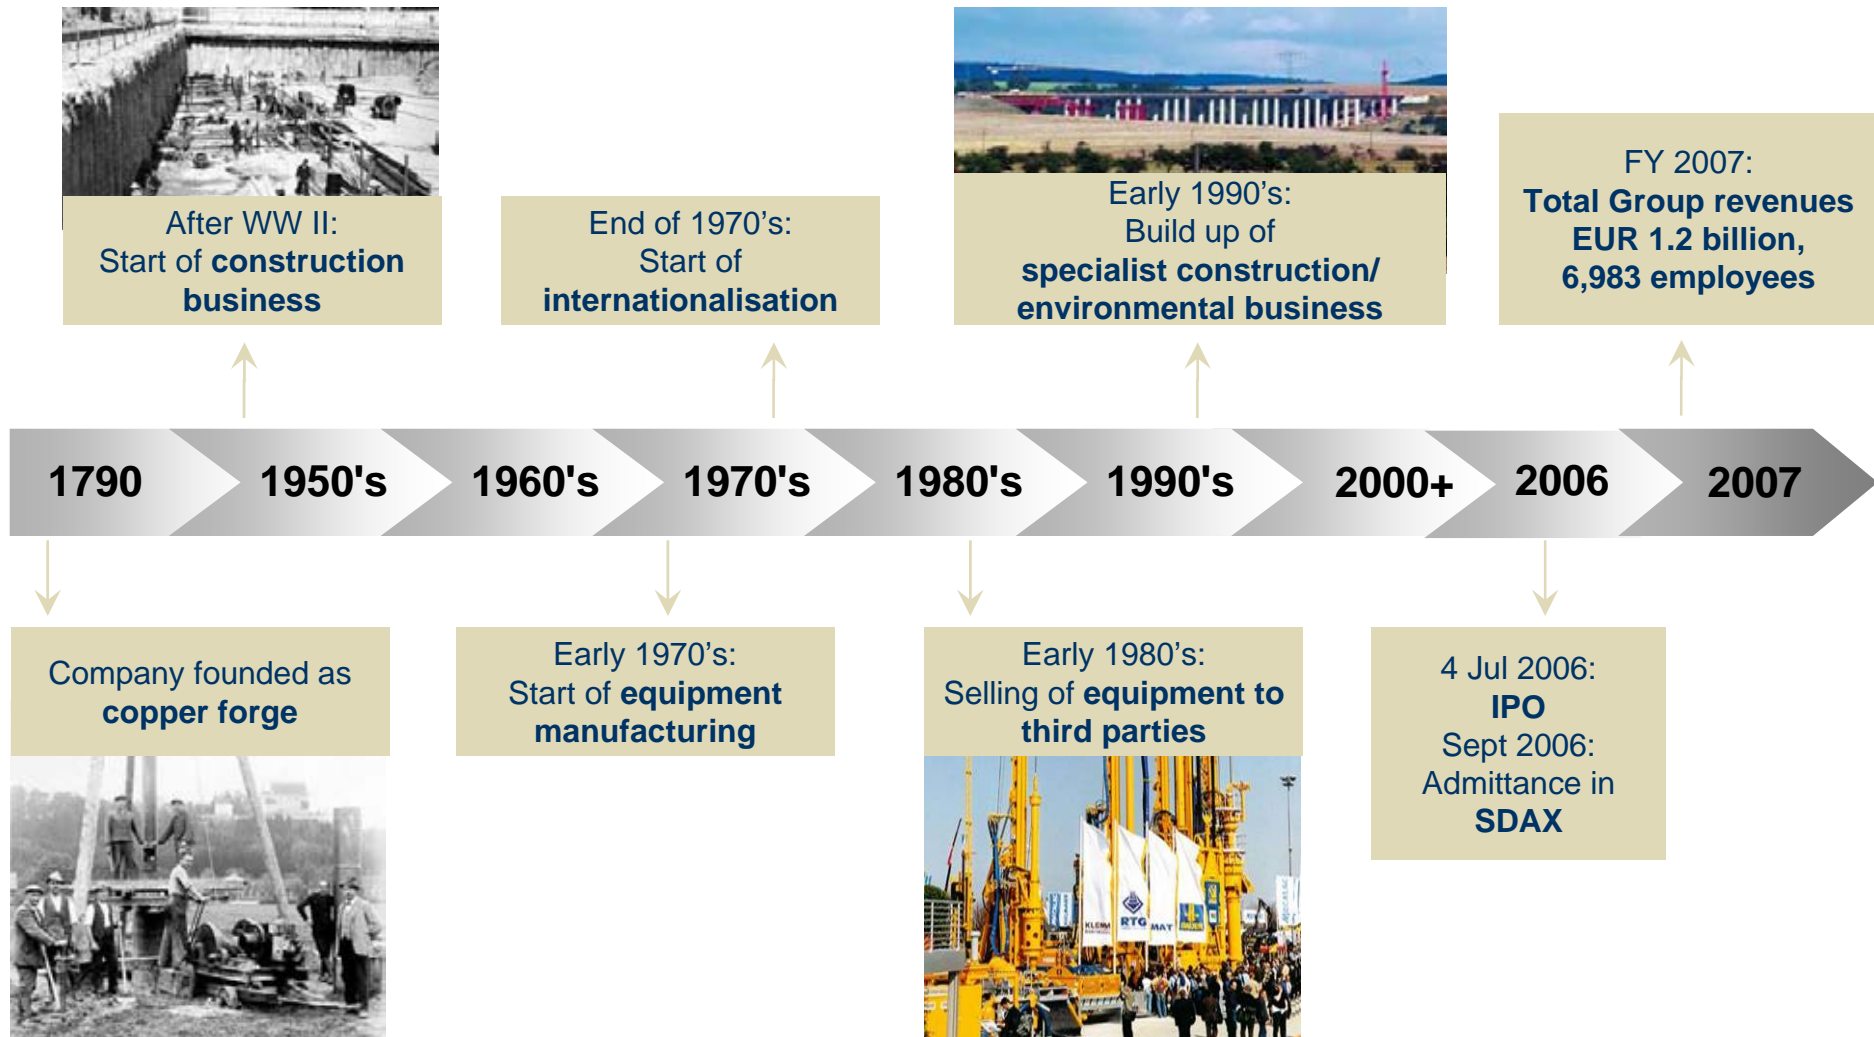 After WW II:
Start of construction
business
End of 1970’s:
Start of
internationalisation
Early 1990’s:
Build up of
specialist construction/
environmental business
FY 2007:
Total Group revenues
EUR 1.2 billion,
6,983 employees
1790
1950's
1960's
1970's
1980's
1990's
2000+
2006
2007
Company founded as
copper forge
Early 1970’s:
Start of equipment
manufacturing
Early 1980’s:
Selling of equipment to
third parties
4 Jul 2006:
IPO
Sept 2006:
Admittance in
SDAX
KLEMM
RTG
MAT
BAUER